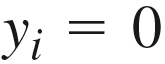 y_i = 0